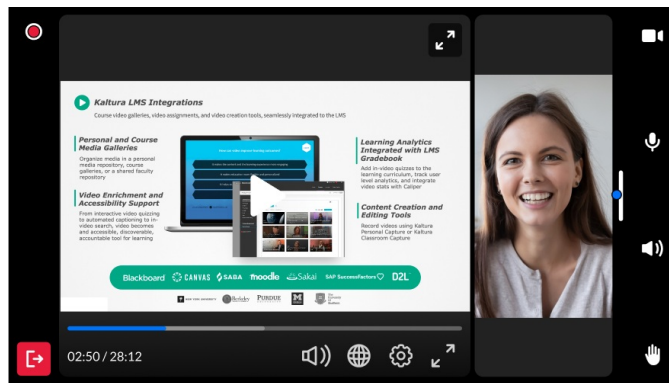 Kaltura LMS Integrations
Course video galleries, video assignments, and video creation tools, seamlessly integrated to the LMS
Personal and Course
Media Galleries
Organize media in a personal
media repository, course
galleries, or a shared faculty
repository
Video Enrichment and
Accessibility Support
From interactive video quizzing
to automated captioning to in-
video search, video becomes
and accessible, discoverable,
accountable tool for learning
Learning Analytics
Integrated with LMS
Gradebook
Add in-video quizzes to the
learning curriculum, track user
level analytics, and integrate
video stats with Caliper
Content Creation and
Editing Tools
Record videos using Kaltura
Personal Capture or Kaltura
Classroom Capture
Blackboard CANVAS SABA moodle Sakai SAP SuccessFactors D2L
Berkeley PURDUE M
02:50 / 28:12